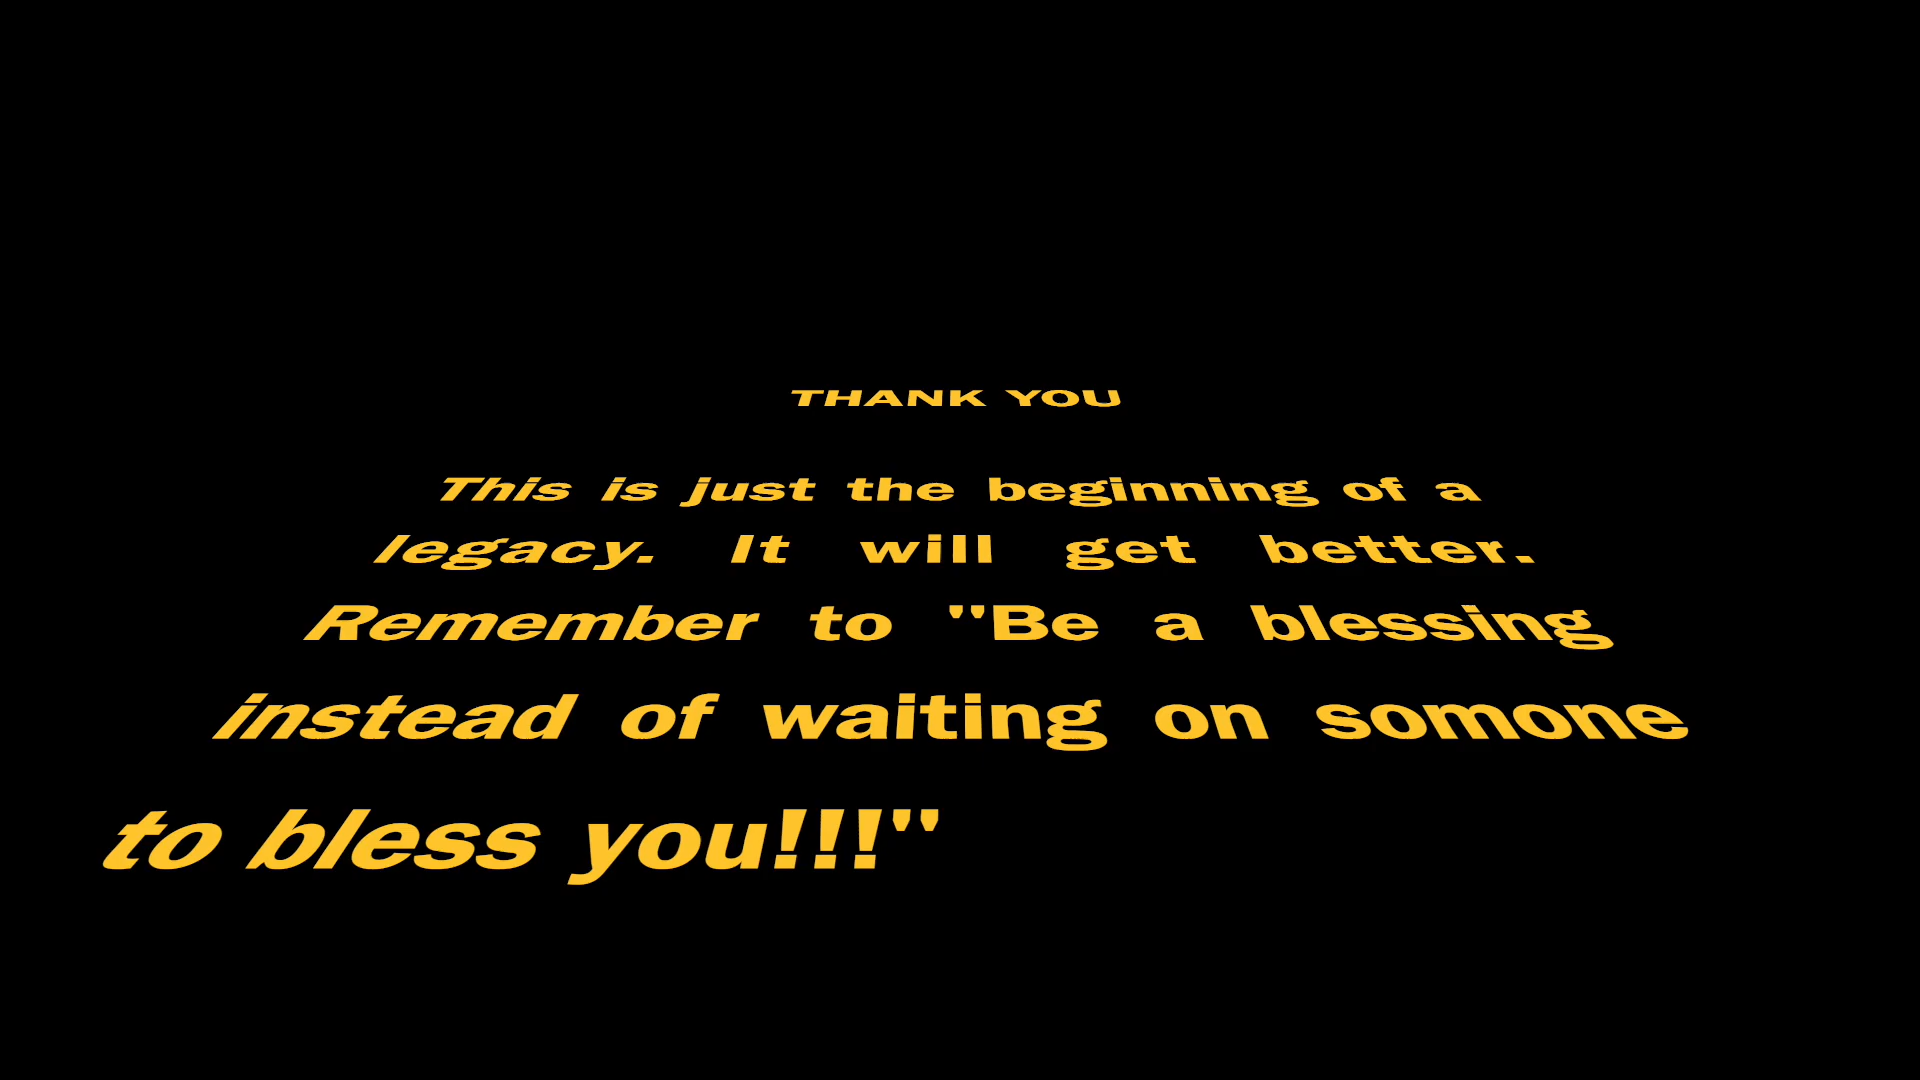 THANK YOU
This is just the beginning of a
legacy. It will get better.
Remember to "Be a blessing
instead of waiting on somone
to bless you!!!"